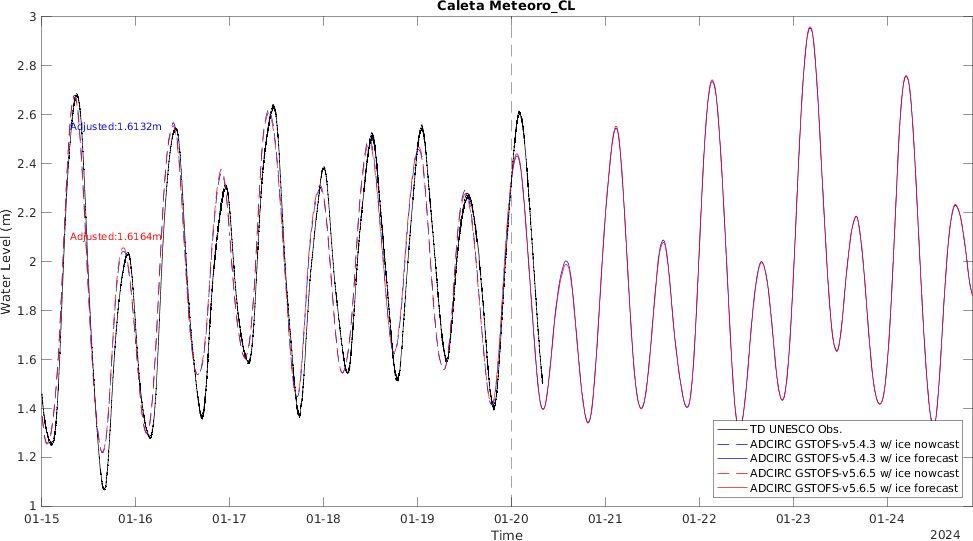 Caleta Meteoro_CL
3
2.8
2.6
2.4
2.2
2
1.8
1.6
1.4
1.2
1
Water Level (m)
Adjusted:1.6132m
Adjusted:1.6164m
TD UNESCO Obs.
ADCIRC GSTOFS-v5.4.3 w/ ice nowcast
ADCIRC GSTOFS-v5.4.3 w/ ice forecast
ADCIRC GSTOFS-v5.6.5 w/ ice nowcast
ADCIRC GSTOFS-v5.6.5 w/ ice forecast
01-15 01-16 01-17 01-18 01-19 01-20 01-21 01-22 01-23 01-24
Time
2024